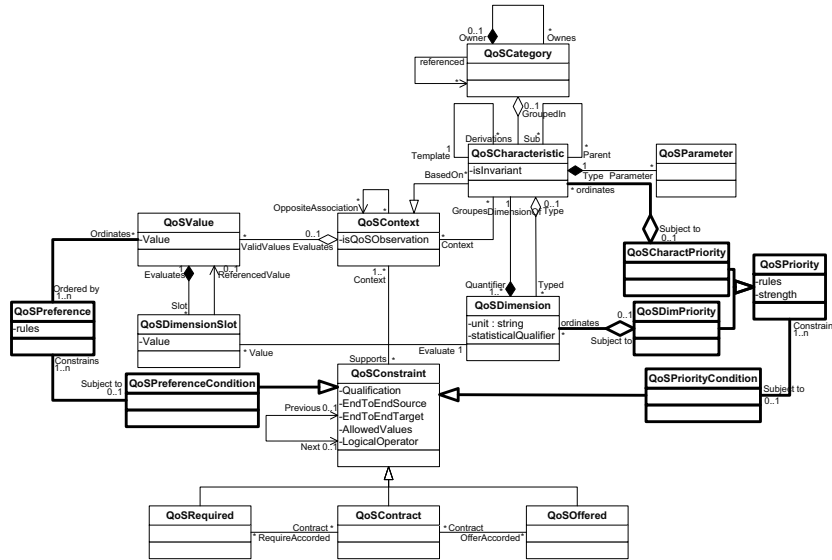 0..1 *
Owner Ownes
QoSCategory
referenced
*
0..1
GroupedIn
Derivations Sub
* *
Template 1
Parent *
QoSCharacteristic
-isInvariant
BasedOn *
1 *
Type Parameter
QoSParameter
* ordinates
Groupes DimensionOf Type
* 1 0..1
OppositeAssociation
* *
QoSContext
-isQoSObservation
* Context
QoSValue
-Value
Ordinates *
* 0..1
ValidValues Evaluates
Subject to
0..1
QoSCharactPriority
QoSPriority
-rules
-strength
Evaluates 1
ReferencedValue
Ordered by
1..n
QoSPreference
-rules
Slot *
QoSDimensionSlot
-Value
1..*
Context
Quantifier
1..*
Typed
*
QoSDimension
-unit : string
-statisticalQualifier
ordinates
*
0..1
Subject to
QoSDimPriority
Constrains
1..n
* Value
Evaluate 1
Constrains
1..n
Subject to
0..1
QoSPreferenceCondition
Supports *
QoSConstraint
-Qualification
-EndToEndSource
-EndToEndTarget
-AllowedValues
-LogicalOperator
Previous 0..1
Next 0..1
QoSPriorityCondition
Subject to
0..1
QoSRequired
Contract *
* RequireAccorded
QoSContract
* Contract
OfferAccorded *
QoSOffered